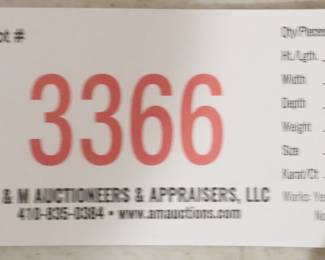 ot #
3366
& M AUCTIONEERS & APPRAISERS, LLC
410-835-0384 • www.amauctions.com
Qty/Pieces
Ht./Lgth.
Width
Depth
Weight
Size
Karat/Ct
Works: Ye
No